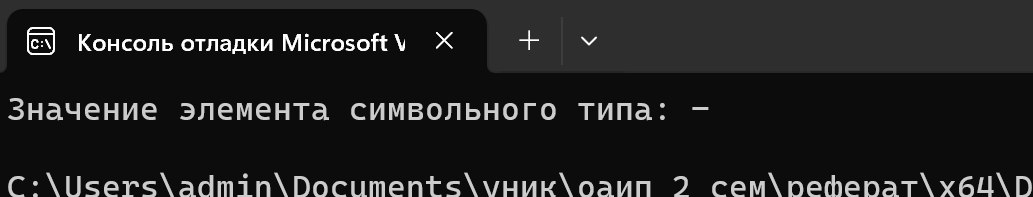 Консоль отладки Microsoft V
Значение элемента символьного типа: —
C:\Users\admin\Documents\уник\оаип 2 сем\реферат\x64\D